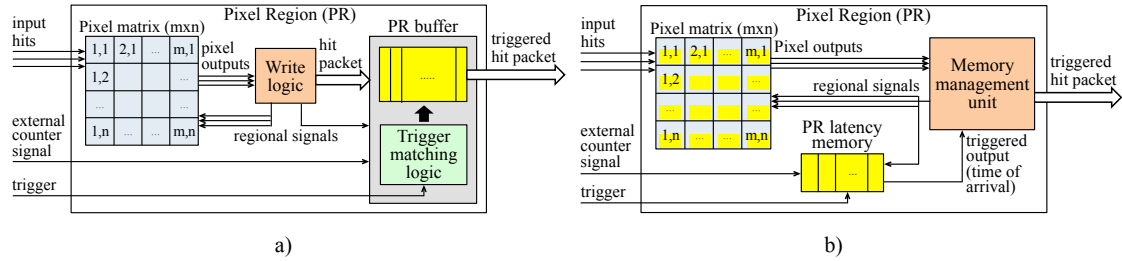 Pixel Region (PR)
input hits
Pixel matrix (mxn)
1,1 2,1 ... m,1
1,2 ...
... ...
1,n ... ... m,n
pixel outputs
Write logic
hit packet
PR buffer
.....
triggered hit packet
regional signals
Trigger matching logic
external counter signal
trigger
a)
Pixel Region (PR)
input hits
Pixel matrix (mxn)
1,1 2,1 ... m,1
1,2 ...
... ...
1,n ... ... m,n
Pixel outputs
Memory management unit
triggered hit packet
regional signals
PR latency memory
...
external counter signal
triggered output (time of arrival)
trigger
b)